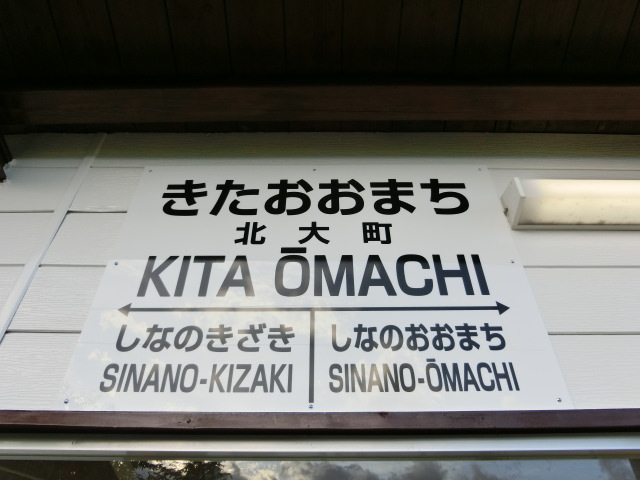 きたおおまち
北大町
KITA ŌMACHI
しなのきざき しなのおおまち
SINANO-KIZAKI SINANO-ŌMACHI